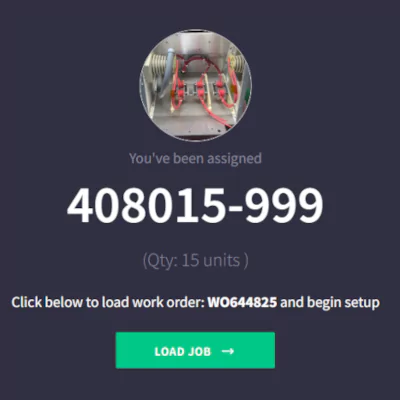 You've been assigned
408015-999
(Qty: 15 units )
Click below to load work order: WO644825 and begin setup
LOAD JOB →